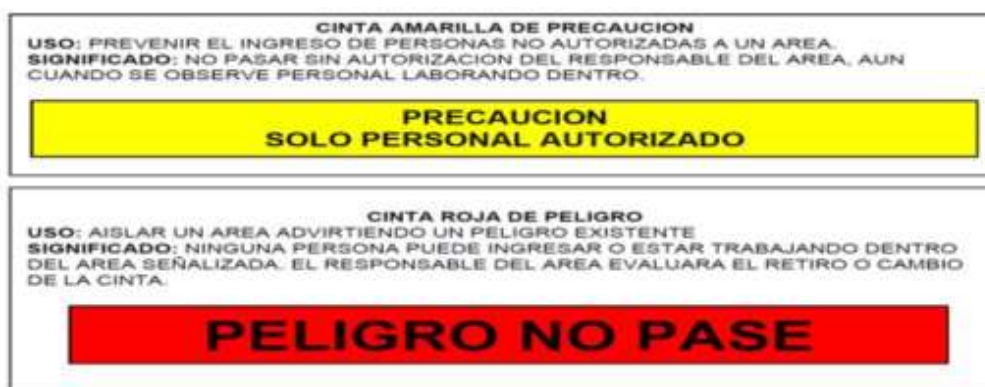 CINTA AMARILLA DE PRECAUCION
USO: PREVENIR EL INGRESO DE PERSONAS NO AUTORIZADAS A UN AREA.
SIGNIFICADO: NO PASAR SIN AUTORIZACION DEL RESPONSABLE DEL AREA, AUN
CUANDO SE OBSERVE PERSONAL LABORANDO DENTRO.
PRECAUCION
SOLO PERSONAL AUTORIZADO
CINTA ROJA DE PELIGRO
USO: AISLAR UN AREA ADVIRTIENDO UN PELIGRO EXISTENTE
SIGNIFICADO: NINGUNA PERSONA PUEDE INGRESAR O ESTAR TRABAJANDO DENTRO
DEL AREA SEÑALIZADA. EL RESPONSABLE DEL AREA EVALUARA EL RETIRO O CAMBIO
DE LA CINTA.
PELIGRO NO PASE